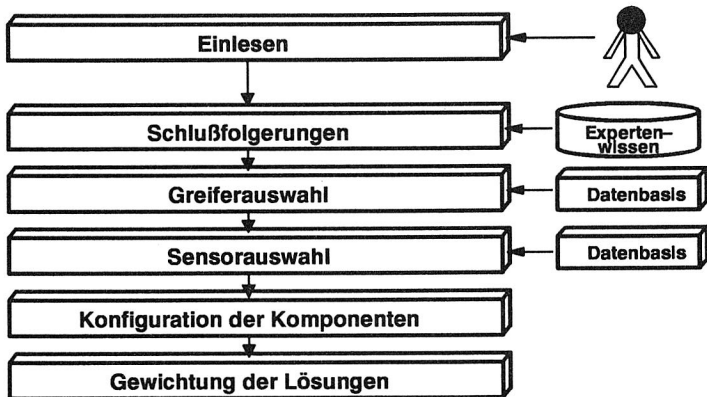 Einlesen
Schlußfolgerungen
Experten–
wissen
Greiferauswahl
Datenbasis
Sensorauswahl
Datenbasis
Konfiguration der Komponenten
Gewichtung der Lösungen